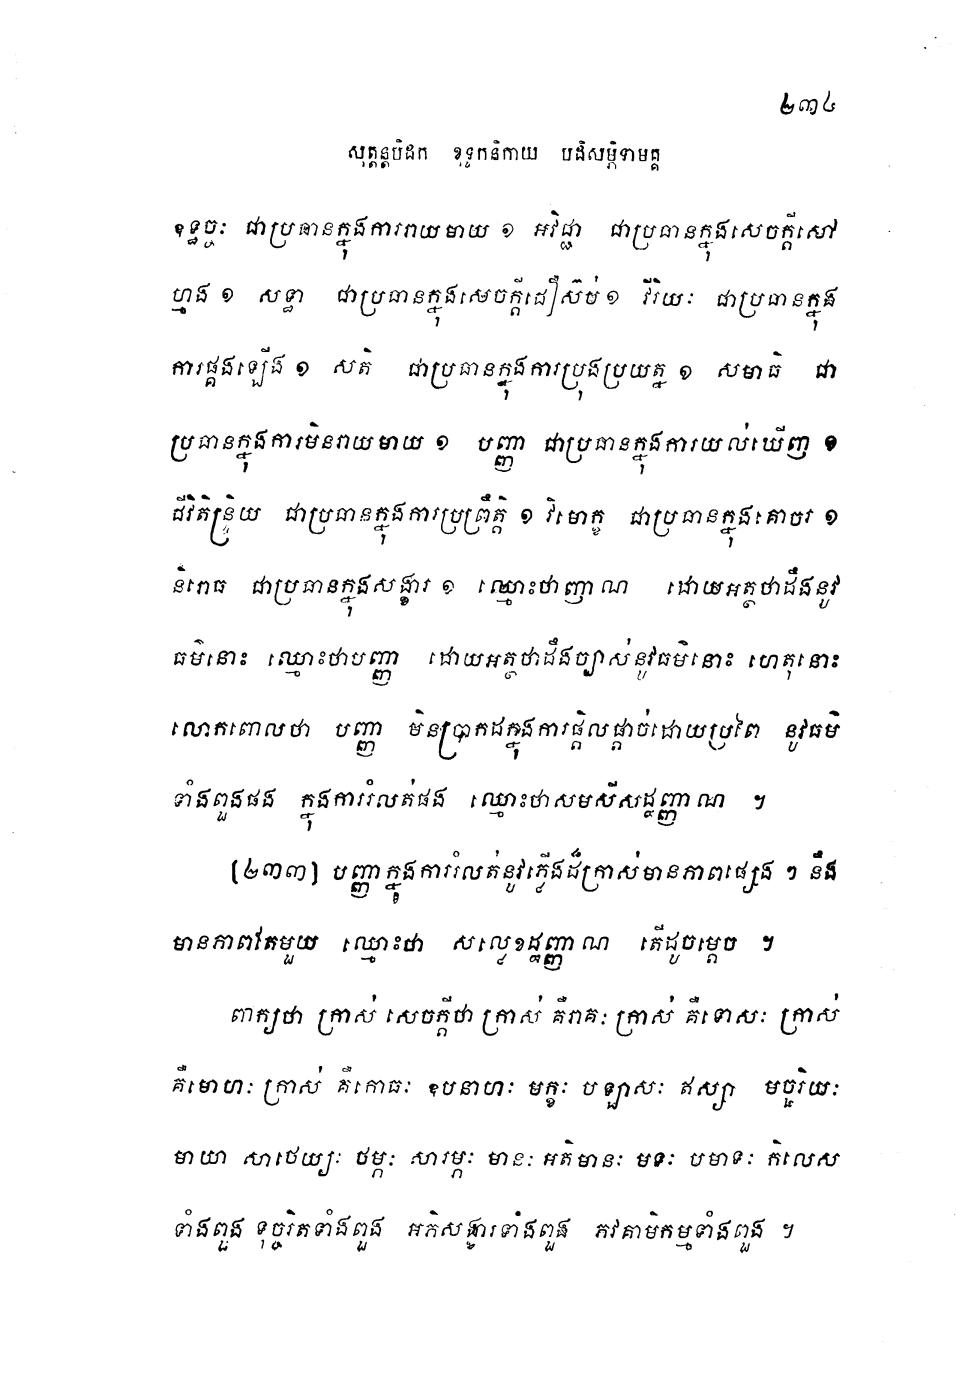 ២៣៤
សុត្តន្តបិដក ខុទ្ទកនិកាយ បដិសម្ភិទាមគ្គ
ឧទ្ធច្ចៈ ជាប្រធានក្នុងការរាយមាយ ១ អវិជ្ជា ជាប្រធានក្នុងសេចក្តីសៅ
ហ្មង ១ សទ្ធា ជាប្រធានក្នុងសេចក្តីជឿស៊ប់ ១ វីរិយៈ ជាប្រធានក្នុង
ការផ្គងឡើង ១ សតិ ជាប្រធានក្នុងការប្រុងប្រយត្ន ១ សមាធិ ជា
ប្រធានក្នុងការមិនរាយមាយ ១ បញ្ញា ជាប្រធានក្នុងការយល់ឃើញ ១
ជីវិតិន្ទ្រិយ ជាប្រធានក្នុងការប្រព្រឹត្តិ ១ វិមោក្ខ ជាប្រធានក្នុងគោចរ ១
និរោធ ជាប្រធានក្នុងសង្ខារ ១ ឈ្មោះថាញាណ ដោយអត្ថថាដឹងនូវ
ធម៌នោះ ឈ្មោះថាបញ្ញា ដោយអត្ថថាដឹងច្បាស់នូវធម៌នោះ ហេតុនោះ
លោកពោលថា បញ្ញា មិនប្រាកដក្នុងការផ្តិលផ្តាច់ដោយប្រពៃ នូវធម៌
ទាំងពួងផង ក្នុងការរំលត់ផង ឈ្មោះថាសមសីសដ្ឋញ្ញាណ ។
(២៣៣) បញ្ញាក្នុងការរំលត់នូវភ្លើងដ៏ក្រាស់មានភាពផ្សេង ៗ នឹង
មានភាពតែមួយ ឈ្មោះថា សល្លេខដ្ឋញ្ញាណ តើដូចម្តេច ។
ពាក្យថា ក្រាស់ សេចក្តីថា ក្រាស់ គឺរាគៈ ក្រាស់ គឺទោសៈ ក្រាស់
គឺមោហៈ ក្រាស់ គឺកោធៈ ឧបនាហៈ មក្ខៈ បឡាសៈ ឥស្សា មច្ឆរិយៈ
មាយា សាថេយ្យៈ ថម្ភៈ សារម្ភៈ មានៈ អតិមានៈ មទៈ បមាទៈ កិលេស
ទាំងពួង ទុច្ចរិតទាំងពួង អភិសង្ខារទាំងពួង ភវគាមិកម្មទាំងពួង ។